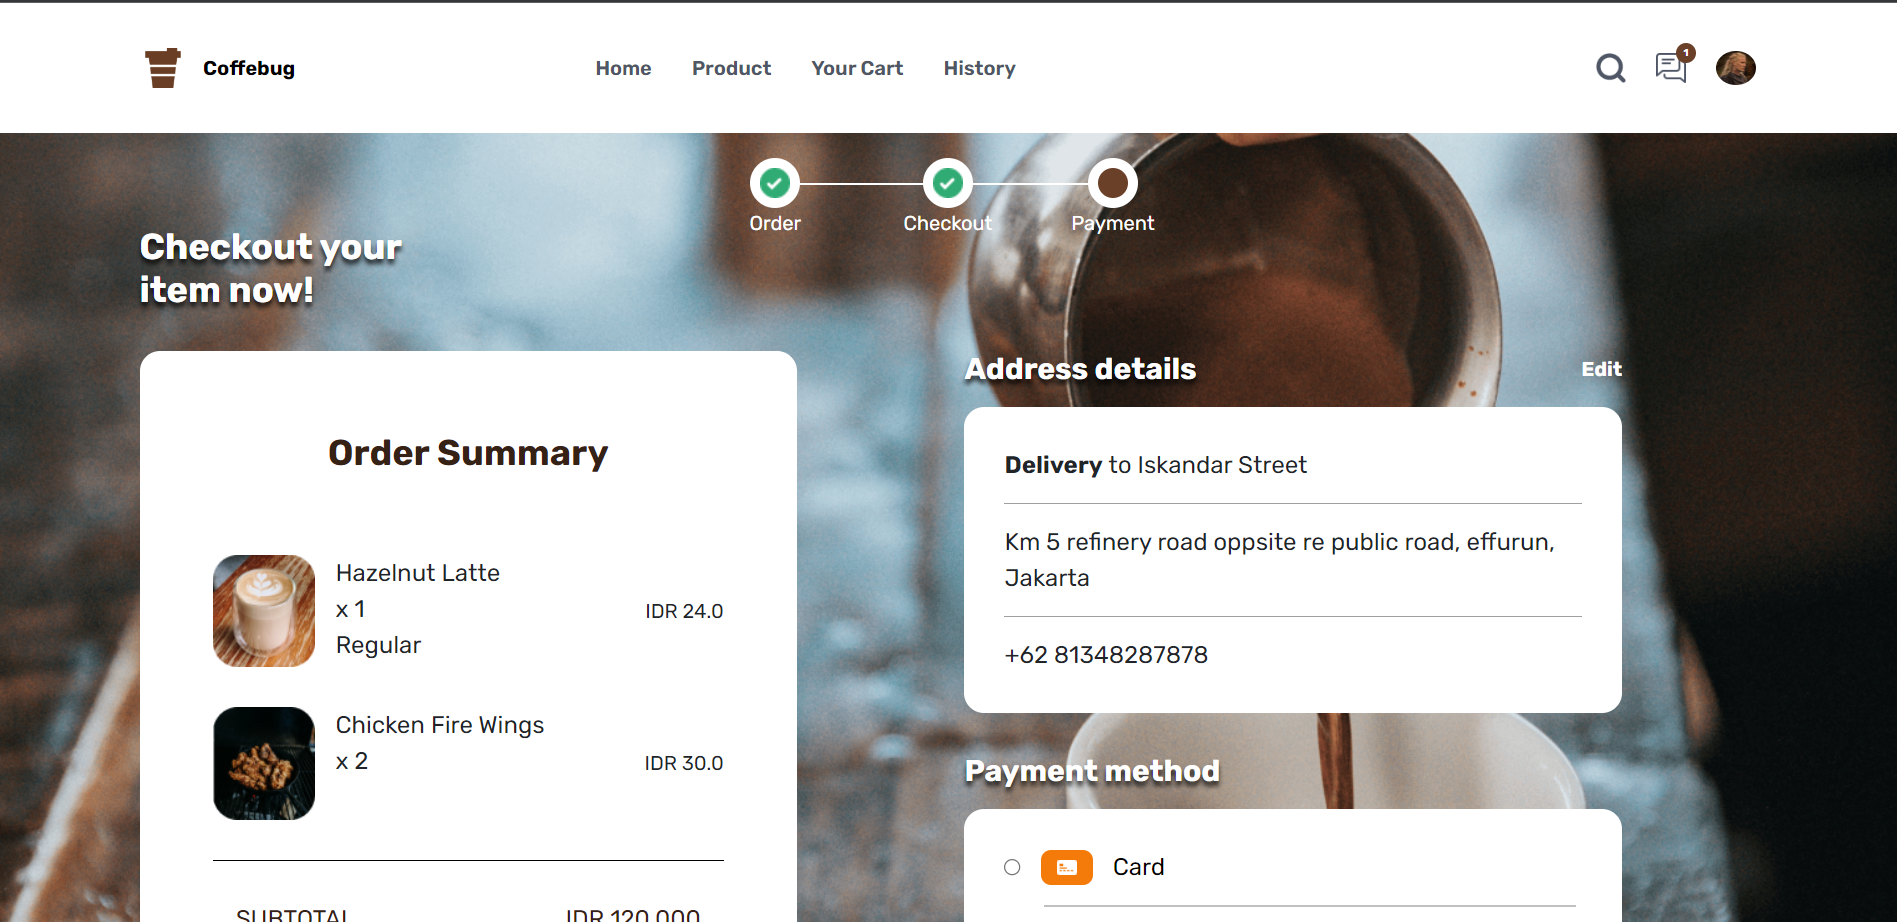 Coffebug
Home
Product
Your Cart
History
1
Order
Checkout
Payment
Checkout your
item now!
Order Summary
Hazelnut Latte
x 1
IDR 24.0
Regular
Chicken Fire Wings
x 2
IDR 30.0
SUBTOTAL
IDR 120.000
Address details
Edit
Delivery to Iskandar Street
Km 5 refinery road oppsite re public road, effurun,
Jakarta
+62 81348287878
Payment method
Card